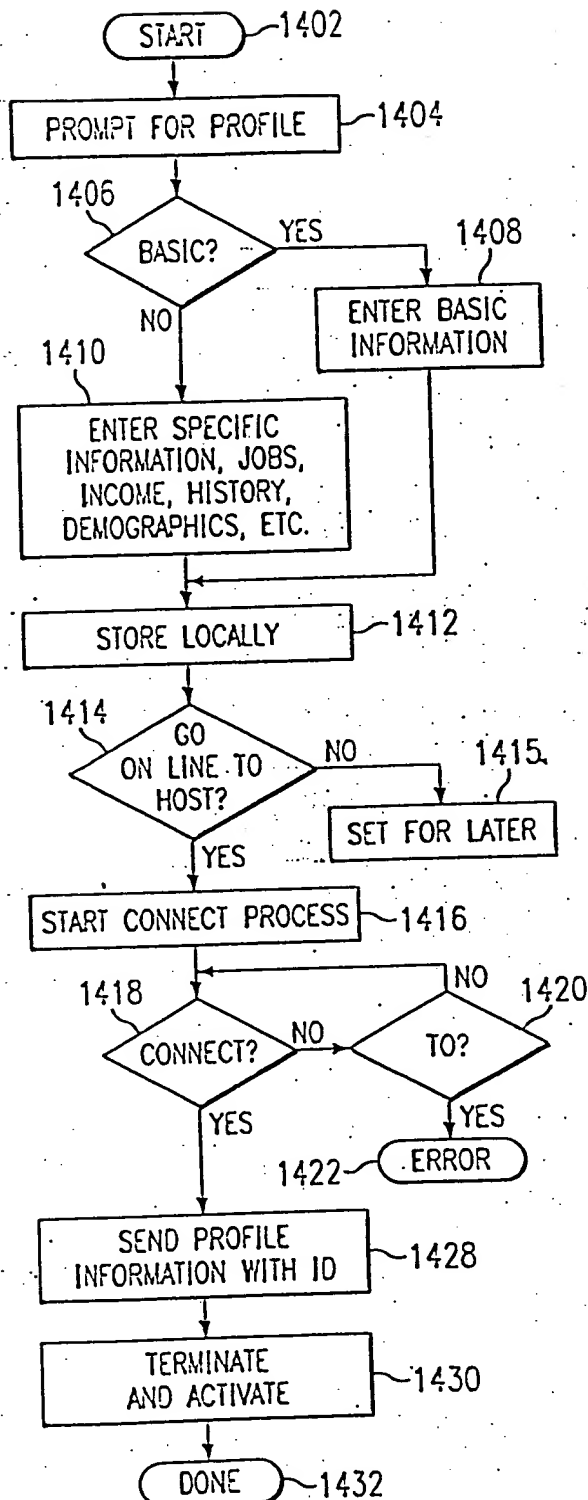 START
1402
PROMPT FOR PROFILE
1404
1406
BASIC?
YES
NO
1408
ENTER BASIC
INFORMATION
1410
ENTER SPECIFIC
INFORMATION, JOBS,
INCOME, HISTORY,
DEMOGRAPHICS, ETC.
STORE LOCALLY
1412
1414
GO
ON LINE TO
HOST?
NO
YES
1415
SET FOR LATER
START CONNECT PROCESS
1416
1418
CONNECT?
NO
YES
NO
1420
TO?
YES
1422
ERROR
SEND PROFILE
INFORMATION WITH ID
1428
TERMINATE
AND ACTIVATE
1430
DONE
1432